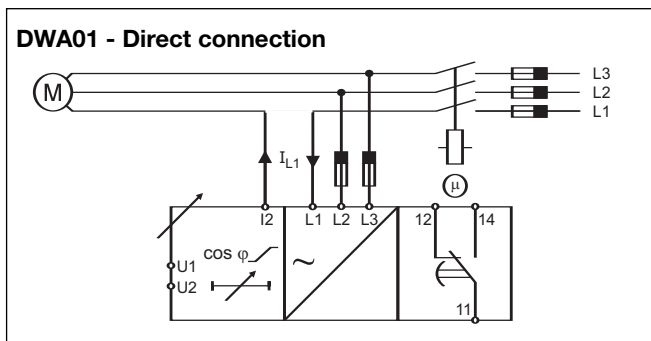 DWA01 - Direct connection
L3
M
L2
L1
I_L1
µ
I2 L1 L2 L3 12 14
cos φ
~
U1
U2
11